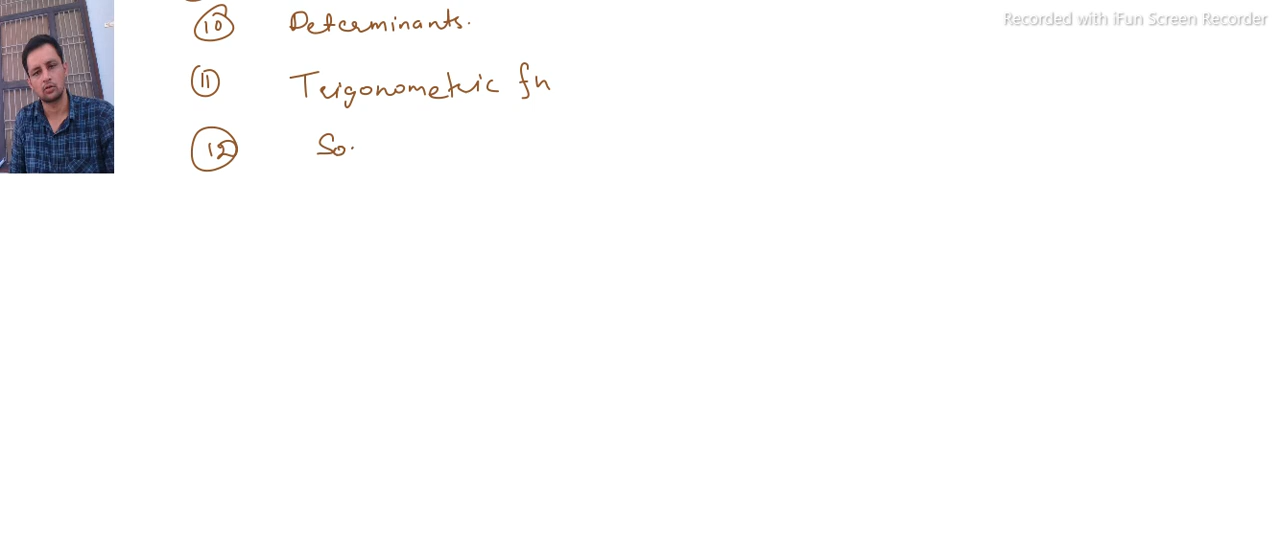 Recorded with iFun Screen Recorder
10 Determinants.
11 Trigonometric fn
12 So.